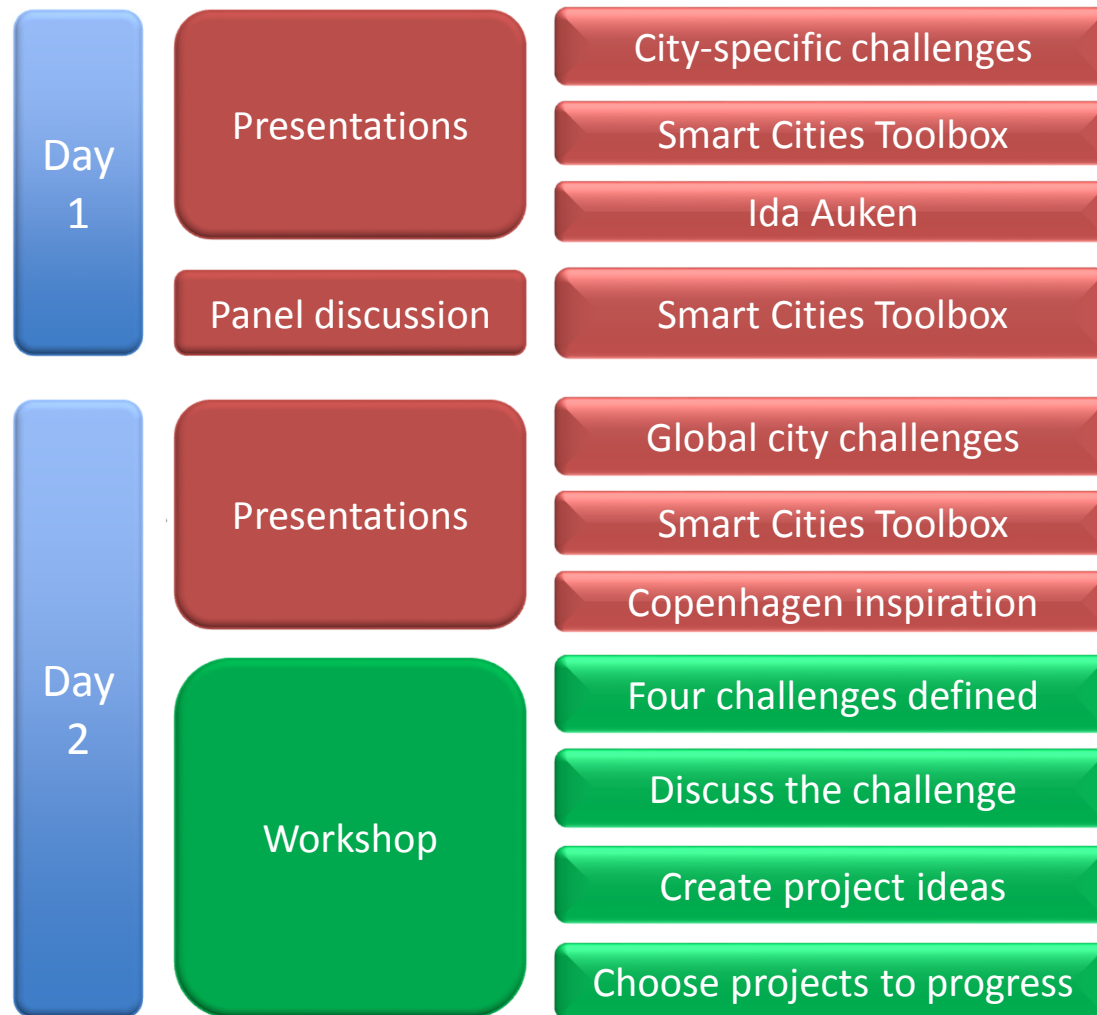 Day
1
Presentations
City-specific challenges
Smart Cities Toolbox
Ida Auken
Panel discussion
Smart Cities Toolbox
Day
2
Presentations
Global city challenges
Smart Cities Toolbox
Copenhagen inspiration
Workshop
Four challenges defined
Discuss the challenge
Create project ideas
Choose projects to progress